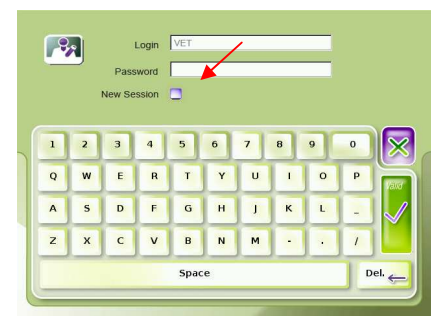 Login VET
Password
New Session
1 2 3 4 5 6 7 8 9 0
Q W E R T Y U I O P
Valid
A S D F G H J K L _
Z X C V B N M - . /
Space Del.